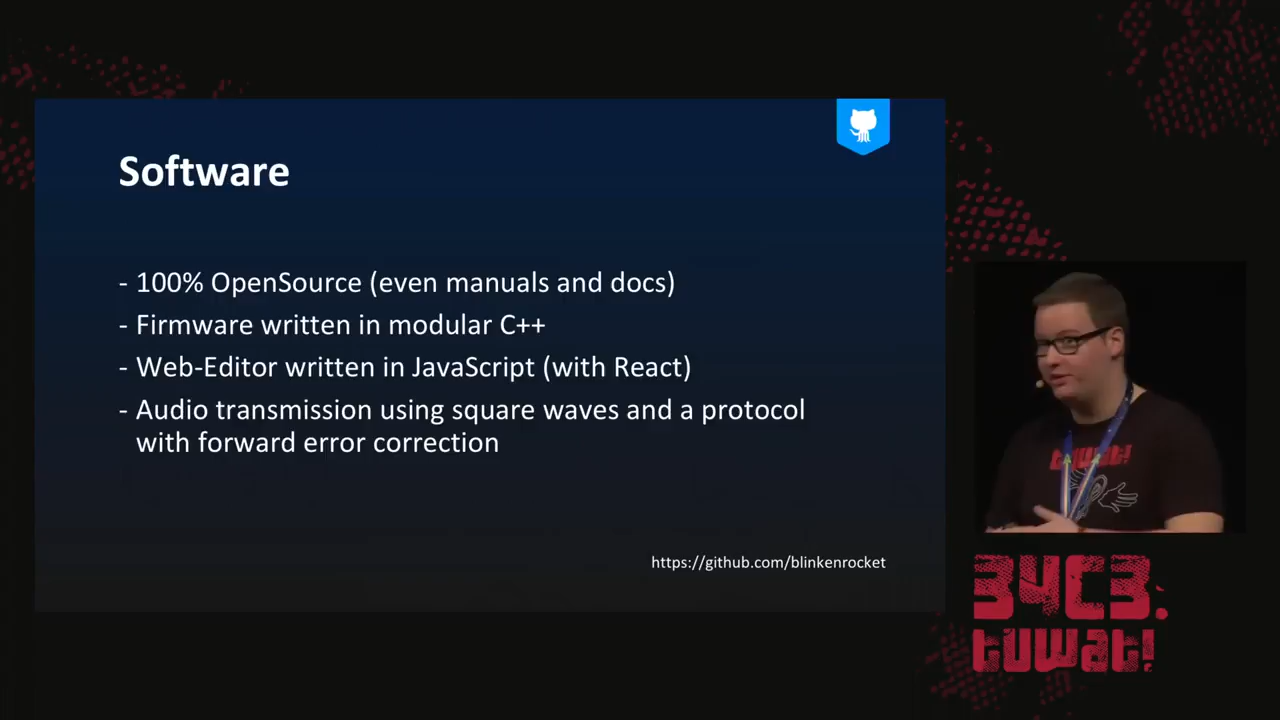 Software
- 100% OpenSource (even manuals and docs)
- Firmware written in modular C++
- Web-Editor written in JavaScript (with React)
- Audio transmission using square waves and a protocol
with forward error correction
https://github.com/blinkenrocket
tuwat!
34C3.
tuwat!